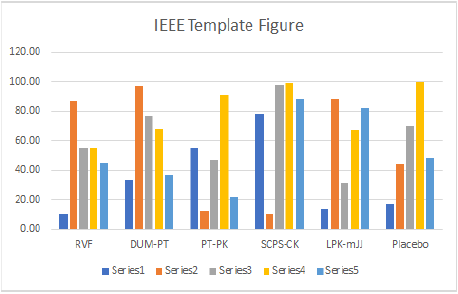 IEEE Template Figure
120.00
100.00
80.00
60.00
40.00
20.00
0.00
RVF DUM-PT PT-PK SCPS-CK LPK-mJJ Placebo
Series1 Series2 Series3 Series4 Series5